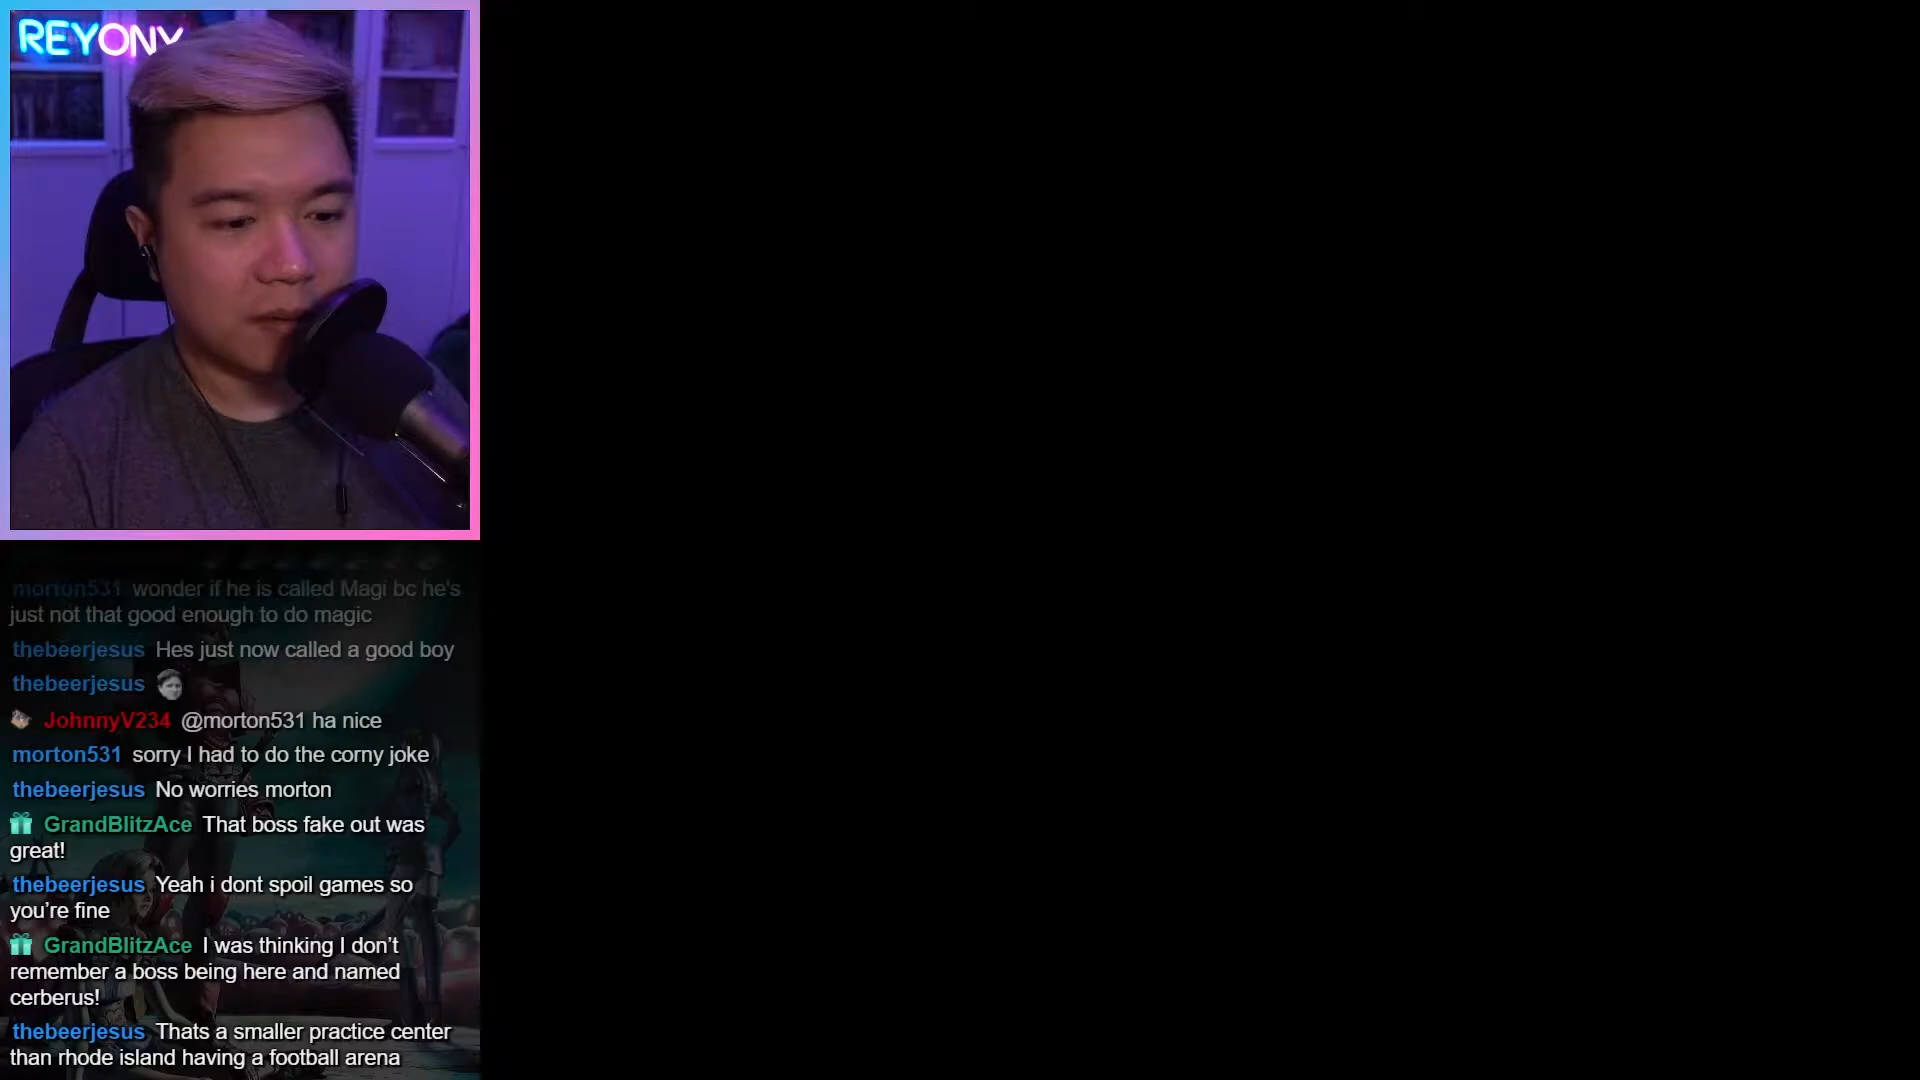 REYONY
morton531 wonder if he is called Magi bc he's
just not that good enough to do magic
thebeerjesus Hes just now called a good boy
thebeerjesus
JohnnyV234 @morton531 ha nice
morton531 sorry I had to do the corny joke
thebeerjesus No worries morton
GrandBlitzAce That boss fake out was
great!
thebeerjesus Yeah i dont spoil games so
you’re fine
GrandBlitzAce I was thinking I don’t
remember a boss being here and named
cerberus!
thebeerjesus Thats a smaller practice center
than rhode island having a football arena